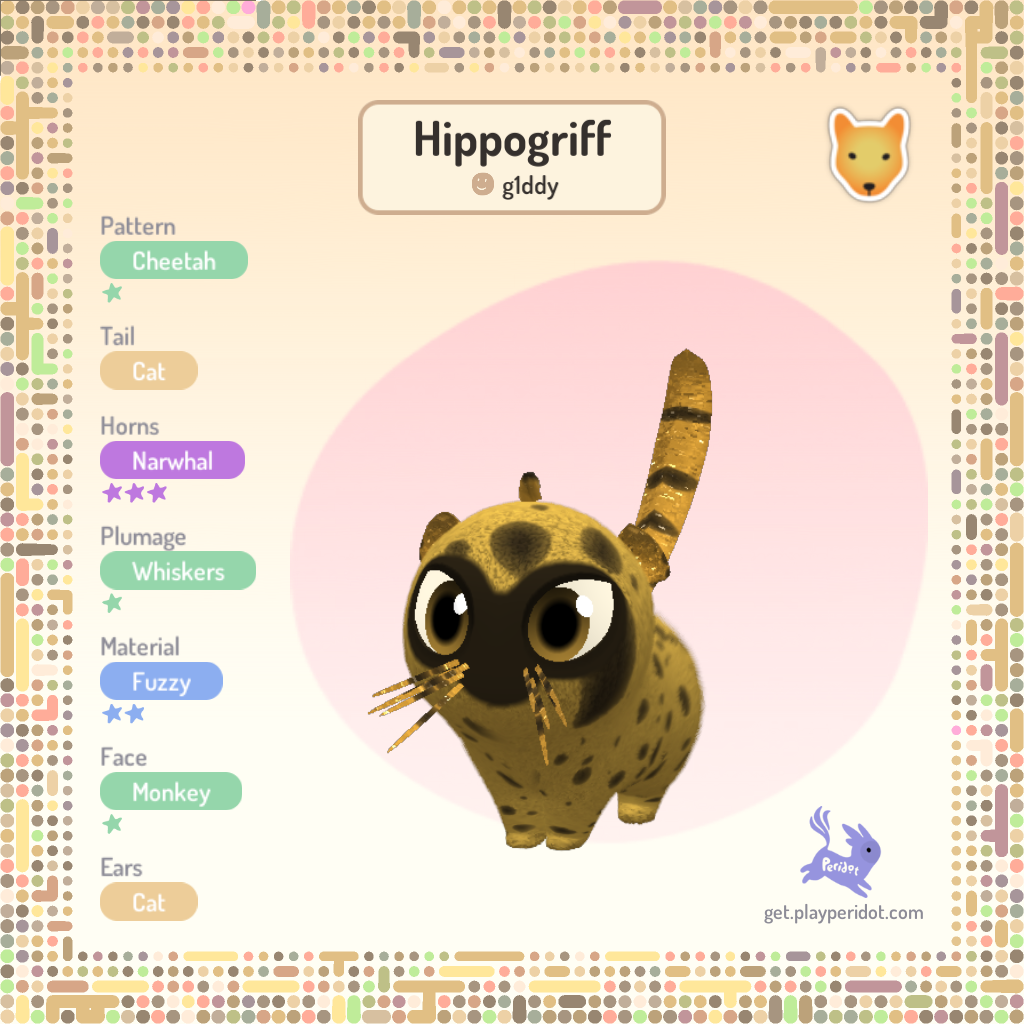 Hippogriff
g1ddy
Pattern
Cheetah
Tail
Cat
Horns
Narwhal
Plumage
Whiskers
Material
Fuzzy
Face
Monkey
Ears
Cat
Peridot
get.playperidot.com